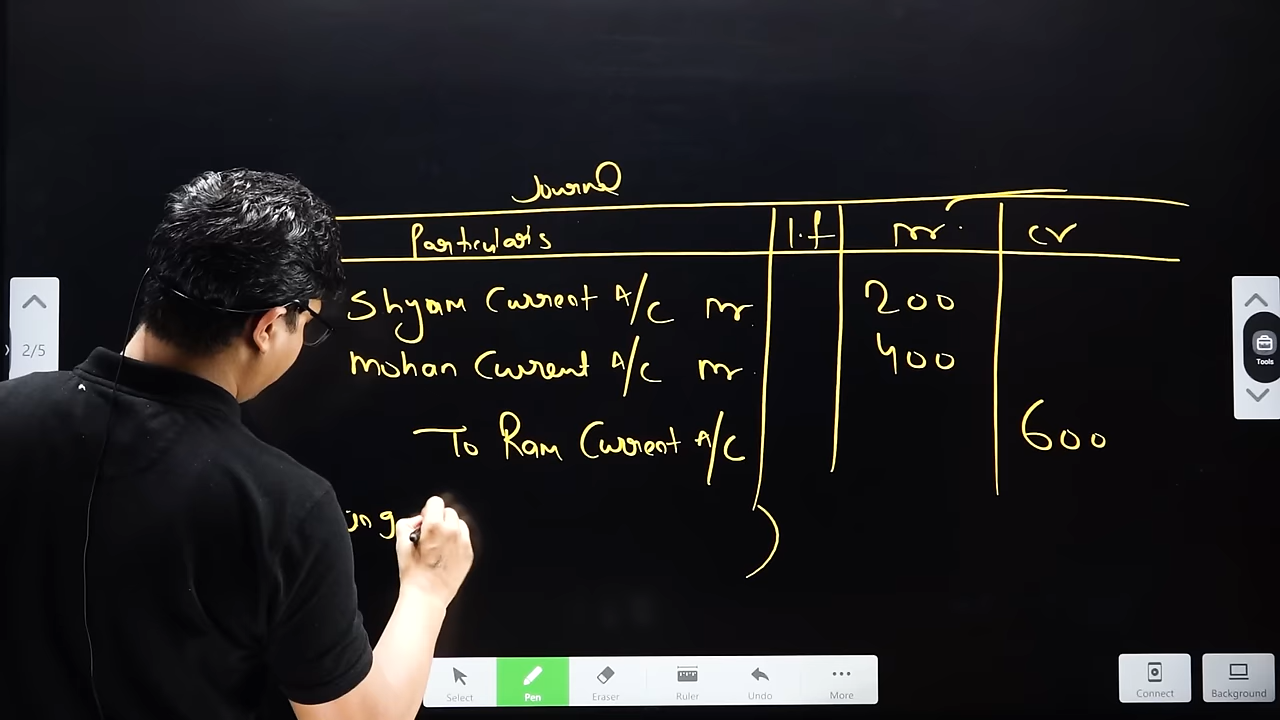 Journal
Particulars l.f Dr. Cr
Shyam Current A/C Dr. 200
Mohan Current A/C Dr. 400
To Ram Current A/C 600
ing
)
2/5
Tools
Select Pen Eraser Ruler Undo More Connect Background